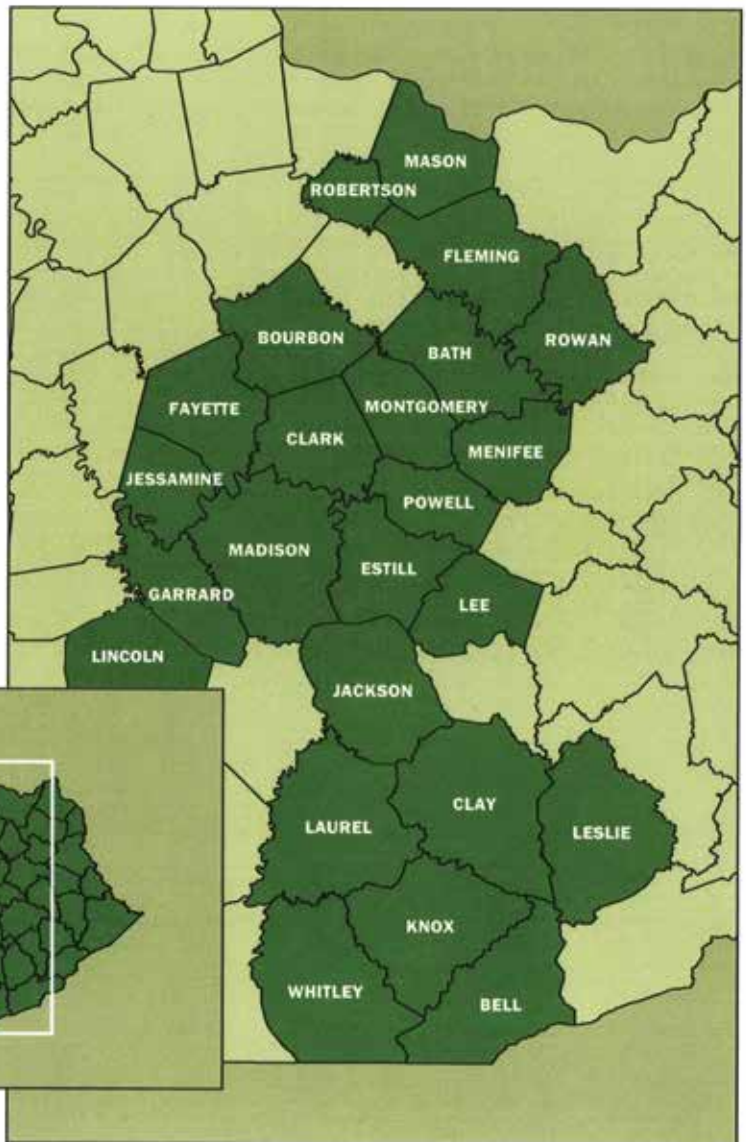 MASON
ROBERTSON
FLEMING
BOURBON
BATH
ROWAN
FAYETTE
MONTGOMERY
CLARK
MENIFEE
JESSAMINE
POWELL
MADISON
ESTILL
GARRARD
LEE
LINCOLN
JACKSON
CLAY
LAUREL
LESLIE
KNOX
WHITLEY
BELL